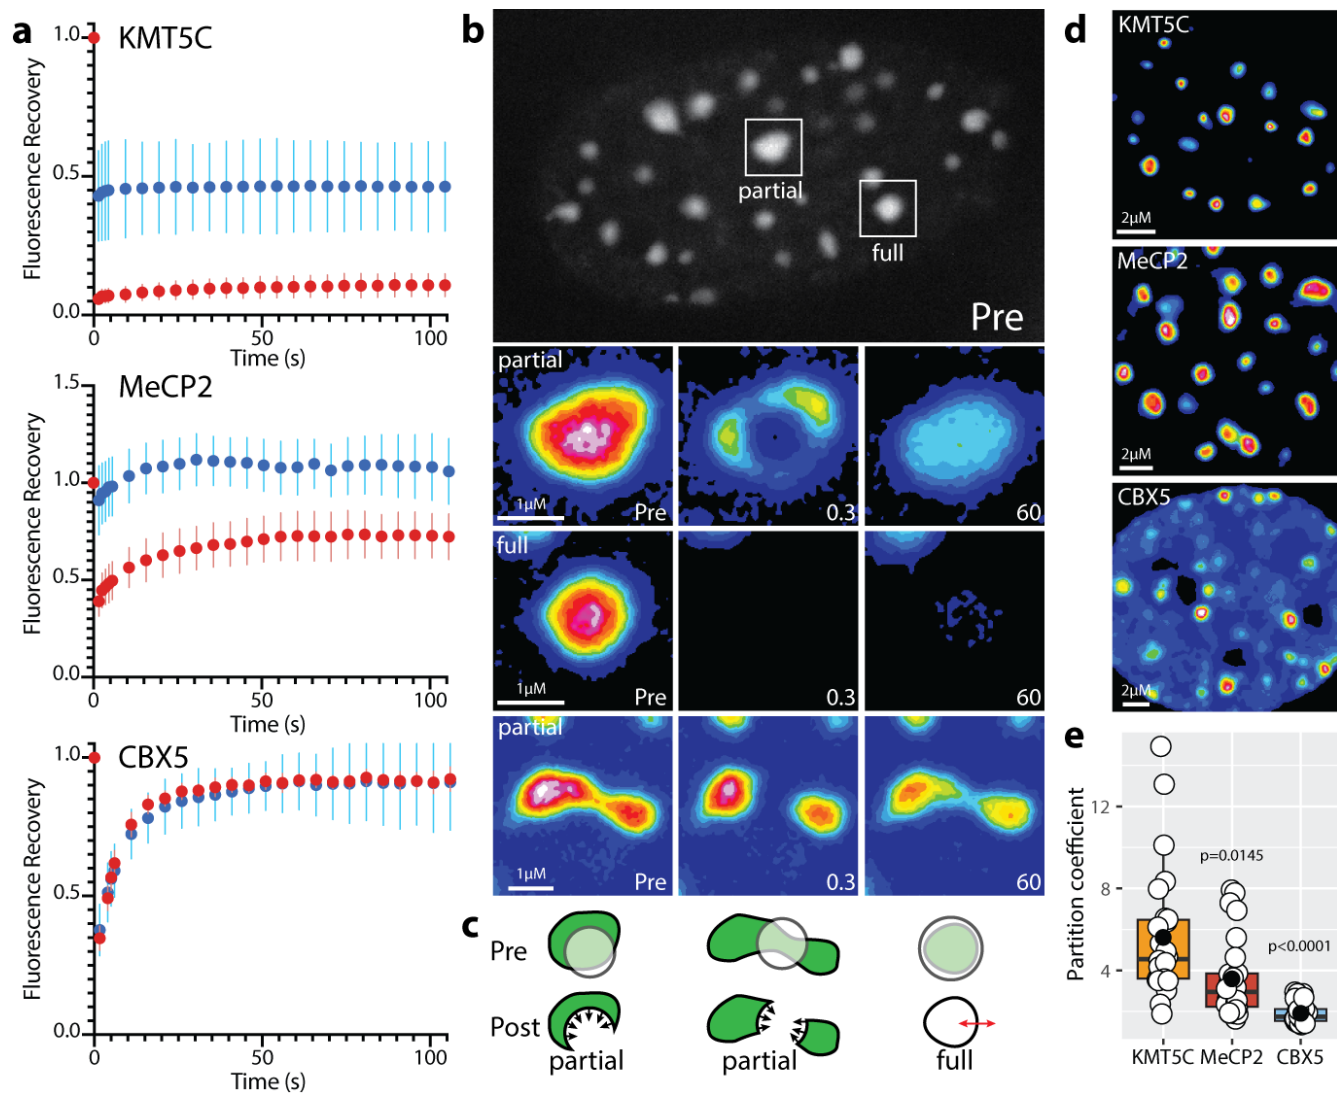 a
KMT5C
1.0
0.5
0.0
Fluorescence Recovery
0
50
100
Time (s)
MeCP2
1.5
1.0
0.5
0.0
Fluorescence Recovery
0
50
100
Time (s)
CBX5
1.0
0.5
0.0
Fluorescence Recovery
0
50
100
Time (s)
b
partial
full
Pre
partial
1μM
Pre
0.3
60
full
1μM
Pre
0.3
60
partial
1μM
Pre
0.3
60
c
Pre
Post
partial
partial
full
d
KMT5C
2μM
MeCP2
2μM
CBX5
2μM
e
Partition coefficient
12
8
4
p=0.0145
p<0.0001
KMT5C MeCP2 CBX5